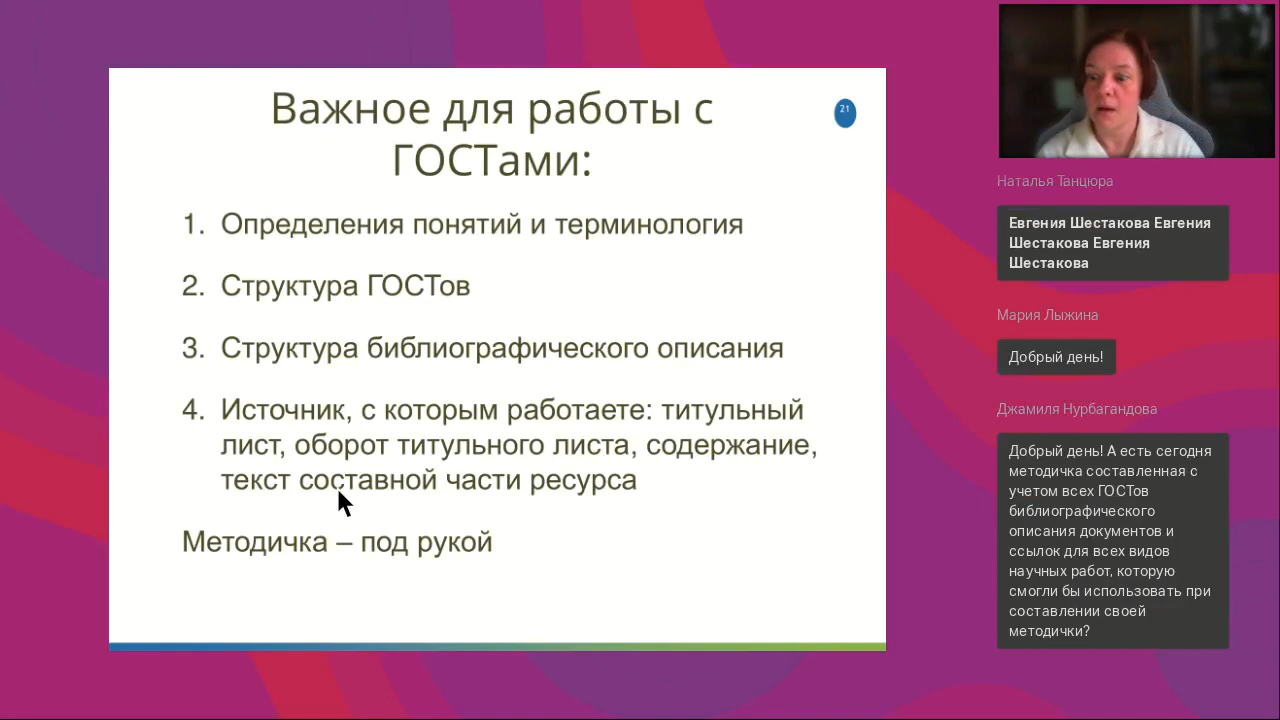 Важное для работы с
ГОСТами:
21
1. Определения понятий и терминология
2. Структура ГОСТов
3. Структура библиографического описания
4. Источник, с которым работаете: титульный
лист, оборот титульного листа, содержание,
текст составной части ресурса
Методичка – под рукой
Наталья Танцюра
Евгения Шестакова Евгения
Шестакова Евгения
Шестакова
Мария Лыжина
Добрый день!
Джамиля Нурбагандова
Добрый день! А есть сегодня
методичка составленная с
учетом всех ГОСТов
библиографического
описания документов и
ссылок для всех видов
научных работ, которую
смогли бы использовать при
составлении своей
методички?